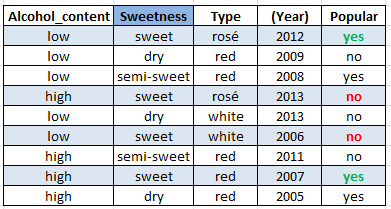 Alcohol_content Sweetness Type (Year) Popular
low sweet rosé 2012 yes
low dry red 2009 no
low semi-sweet red 2008 yes
high sweet rosé 2013 no
low dry white 2013 no
low sweet white 2006 no
high semi-sweet red 2011 no
high sweet red 2007 yes
high dry red 2005 yes